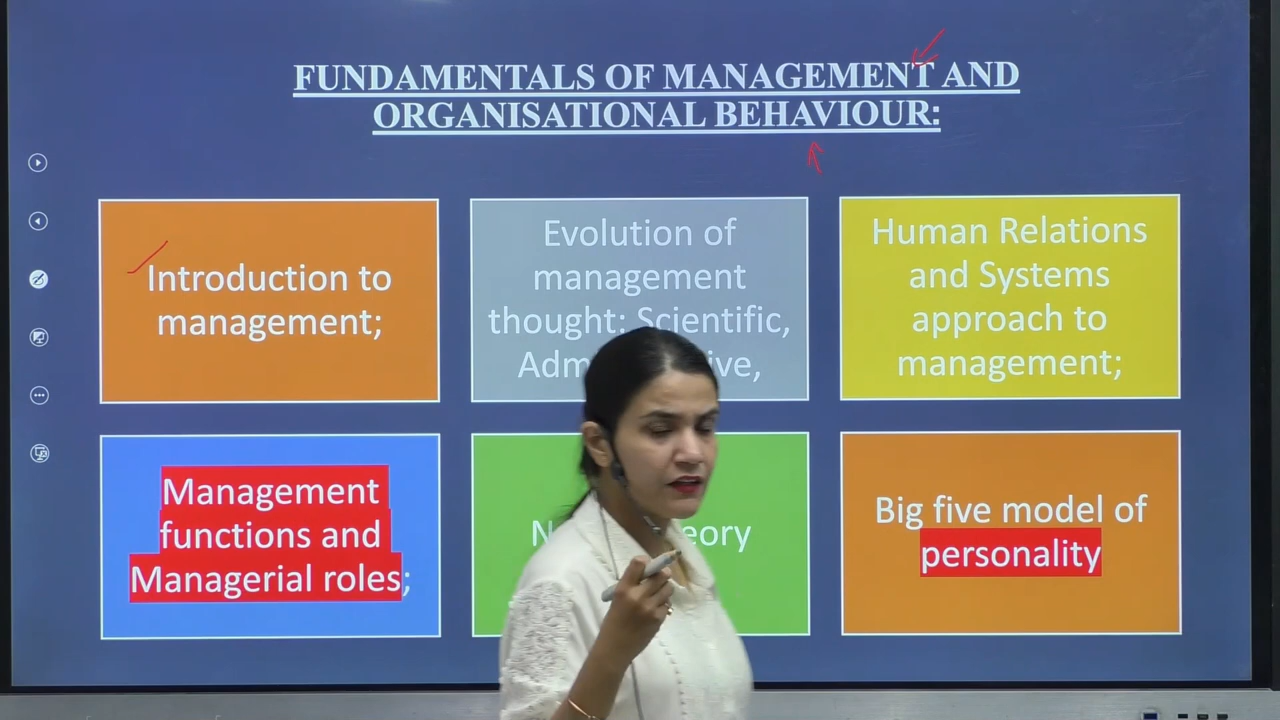 FUNDAMENTALS OF MANAGEMENT AND
ORGANISATIONAL BEHAVIOUR:
Introduction to
management;
Evolution of
management
thought: Scientific,
Human Relations
and Systems
approach to
management;
Management
functions and
Managerial roles;
Big five model of
personality